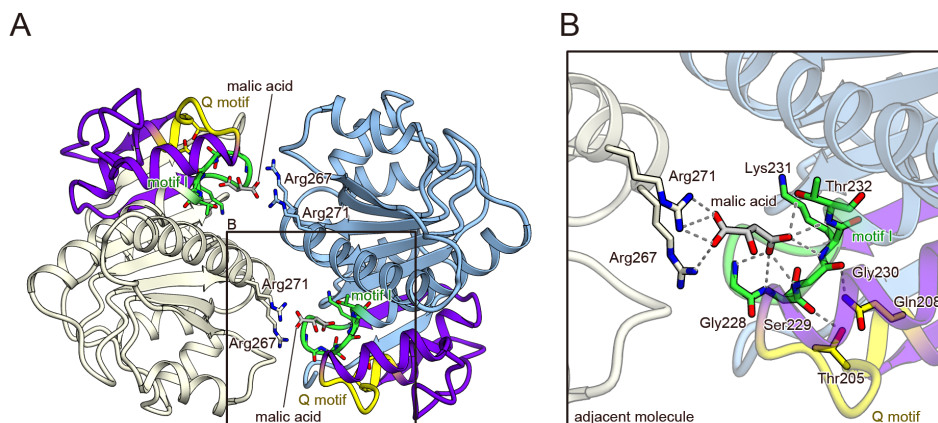 A
malic acid
Q motif
motif I
Arg267
Arg271
B
Arg271
motif I
Arg267
malic acid
Q motif
B
Lys231
Arg271
Thr232
malic acid
motif I
Arg267
Gly230
Gln208
Gly228
Ser229
Thr205
adjacent molecule
Q motif